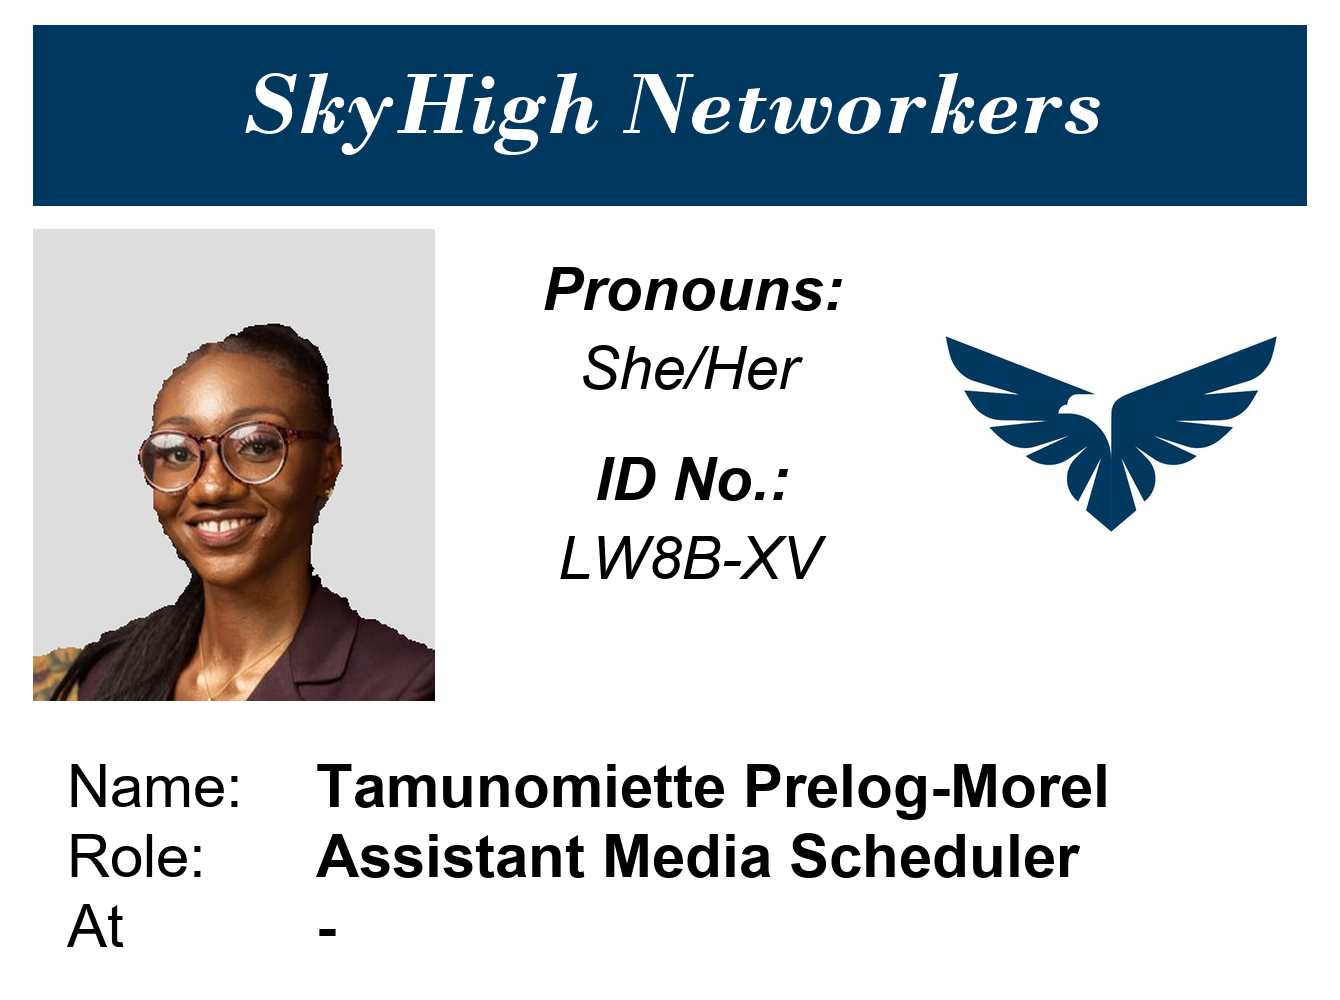 SkyHigh Networkers
Pronouns:
She/Her
ID No.:
LW8B-XV
Name: Tamunomiette Prelog-Morel
Role: Assistant Media Scheduler
At -